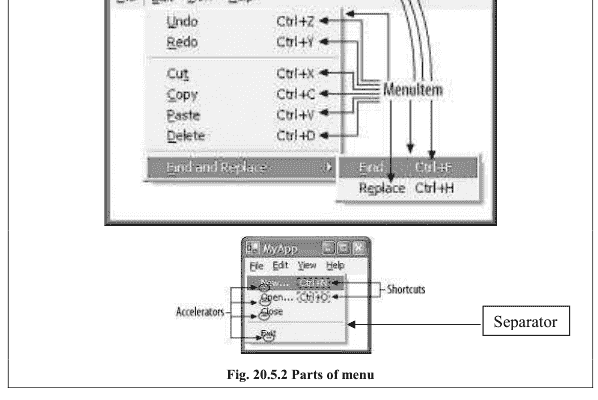 Undo Ctrl+Z
Redo Ctrl+Y
Cut Ctrl+X
Copy Ctrl+C
MenuItem
Paste Ctrl+V
Delete Ctrl+D
Find and Replace Find Ctrl+F
Replace Ctrl+H
MyApp
File Edit View Help
New... Ctrl+N
Shortcuts
Open... Ctrl+O
Accelerators
Close
Separator
Exit
Fig. 20.5.2 Parts of menu